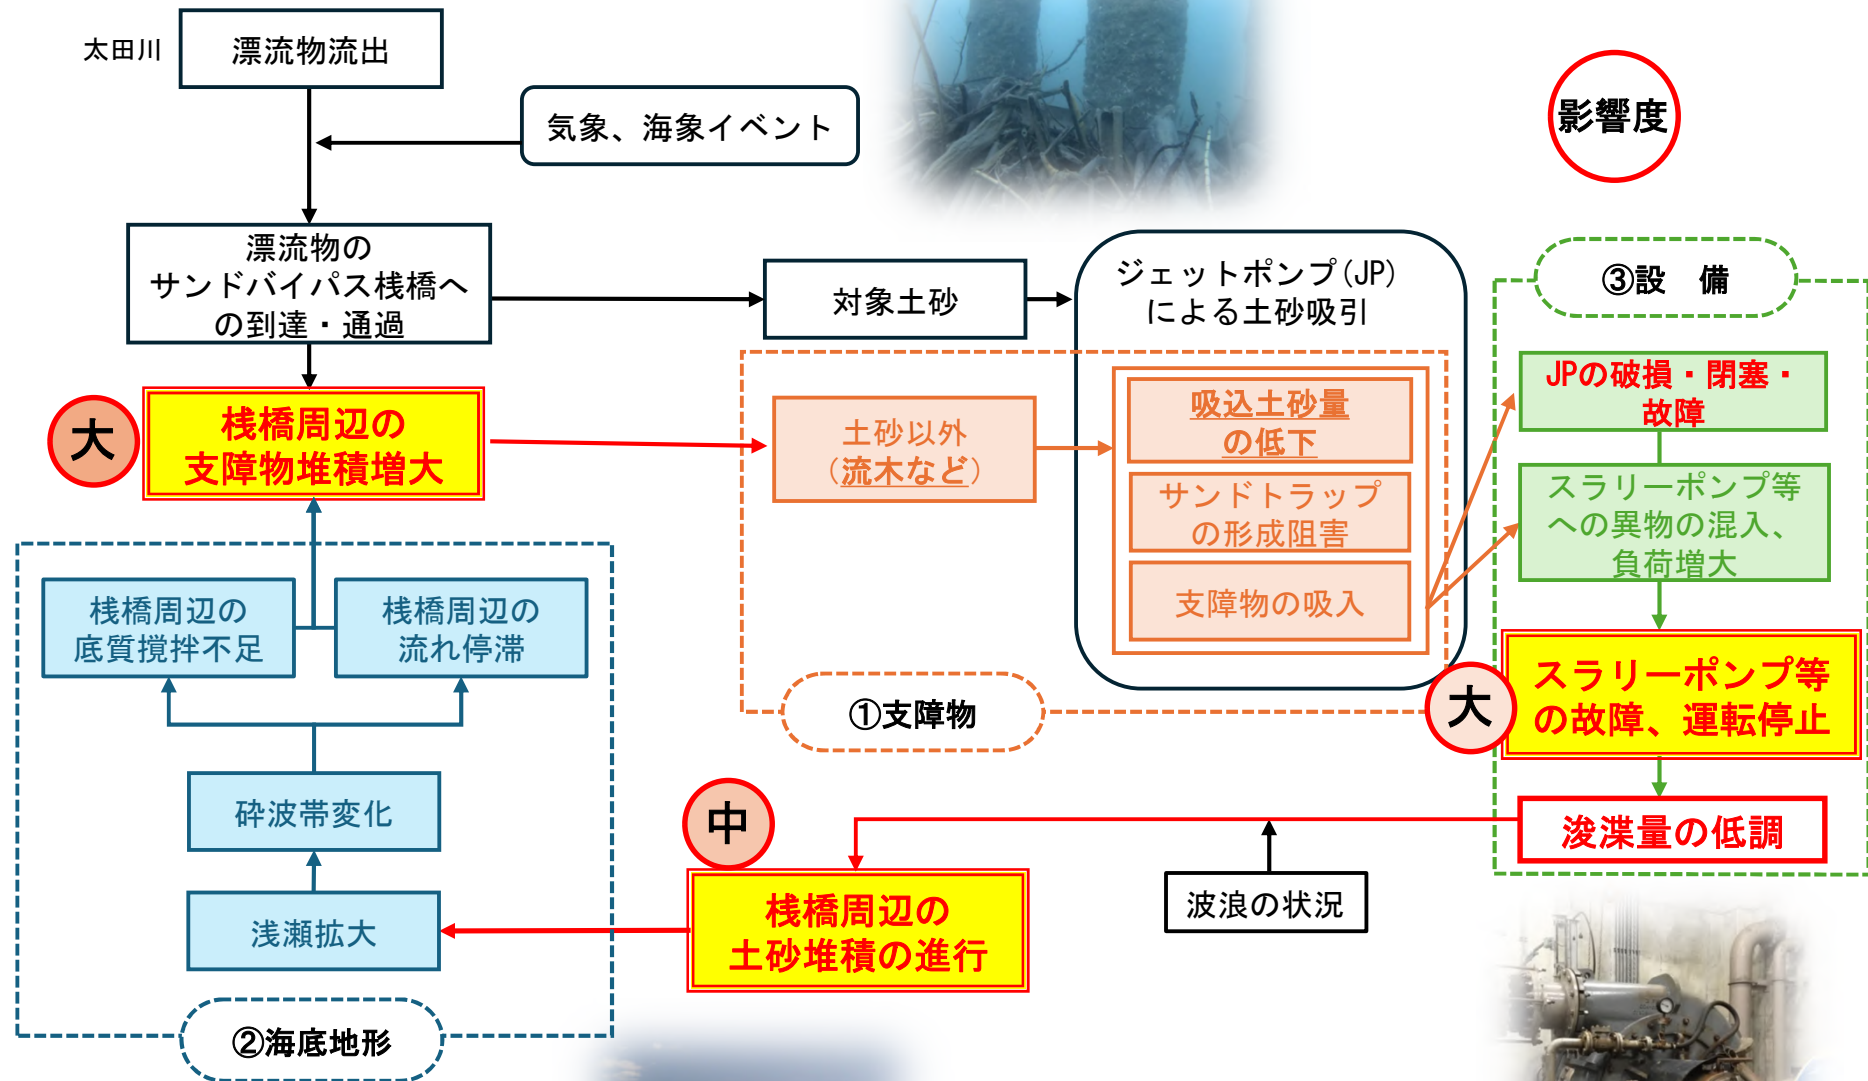 太田川
漂流物流出
気象、海象イベント
影響度
漂流物の
サンドバイパス桟橋へ
の到達・通過
対象土砂
ジェットポンプ(JP)
による土砂吸引
③設　備
大
桟橋周辺の
支障物堆積増大
土砂以外
(流木など)
吸込土砂量
の低下
サンドトラップ
の形成阻害
支障物の吸入
JPの破損・閉塞・
故障
スラリーポンプ等
への異物の混入、
負荷増大
①支障物
大
スラリーポンプ等
の故障、運転停止
浚渫量の低調
波浪の状況
中
桟橋周辺の
土砂堆積の進行
桟橋周辺の
底質撹拌不足
桟橋周辺の
流れ停滞
砕波帯変化
浅瀬拡大
②海底地形